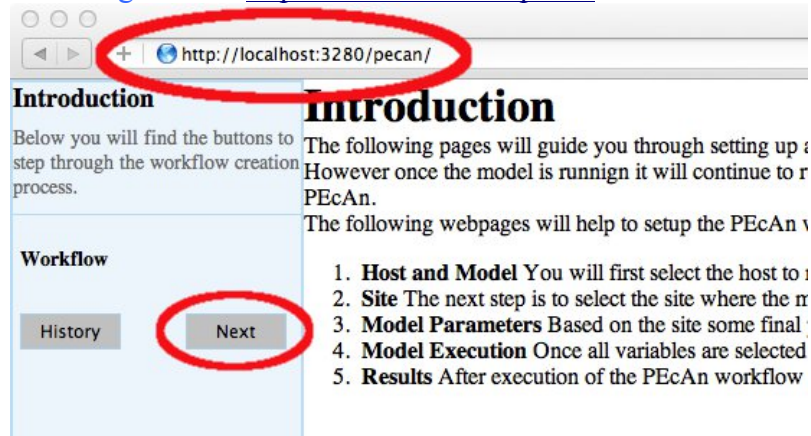 http://localhost:3280/pecan/
Introduction
Below you will find the buttons to
step through the workflow creation
process.
Workflow
History
Next
Introduction
The following pages will guide you through setting up
However once the model is runnign it will continue to
PEcAn.
The following webpages will help to setup the PEcAn
1. Host and Model You will first select the host to
2. Site The next step is to select the site where the
3. Model Parameters Based on the site some final
4. Model Execution Once all variables are selected
5. Results After execution of the PEcAn workflow